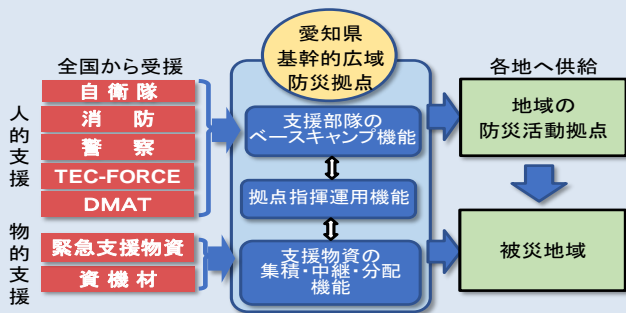 愛知県
基幹的広域
防災拠点
全国から受援
各地へ供給
人的支援
自衛隊
消　防
警　察
TEC-FORCE
DMAT
物的支援
緊急支援物資
資機材
支援部隊の
ベースキャンプ機能
拠点指揮運用機能
支援物資の
集積・中継・分配
機能
地域の
防災活動拠点
被災地域